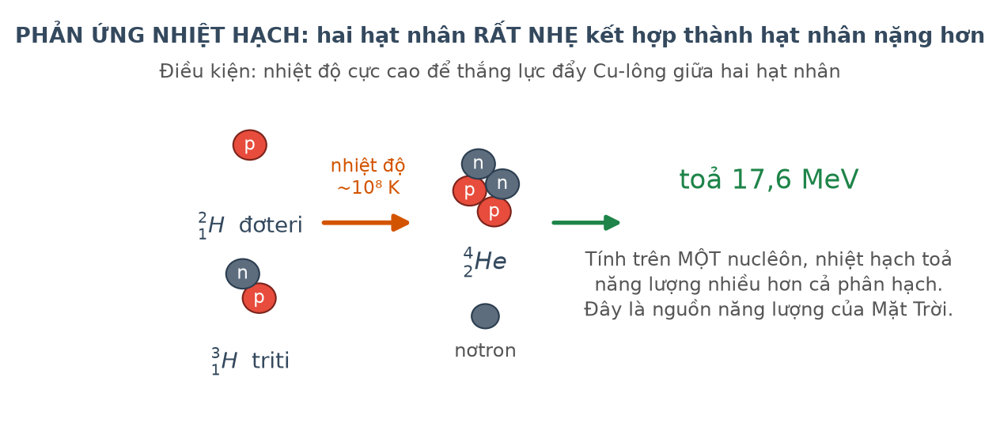 PHẢN ỨNG NHIỆT HẠCH: hai hạt nhân RẤT NHẸ kết hợp thành hạt nhân nặng hơn
Điều kiện: nhiệt độ cực cao để thắng lực đẩy Cu-lông giữa hai hạt nhân
p
²₁H đơteri
n
p
³₁H triti
nhiệt độ
~10⁸ K
n
n
p
p
⁴₂He
nơtron
toả 17,6 MeV
Tính trên MỘT nuclêôn, nhiệt hạch toả
năng lượng nhiều hơn cả phân hạch.
Đây là nguồn năng lượng của Mặt Trời.